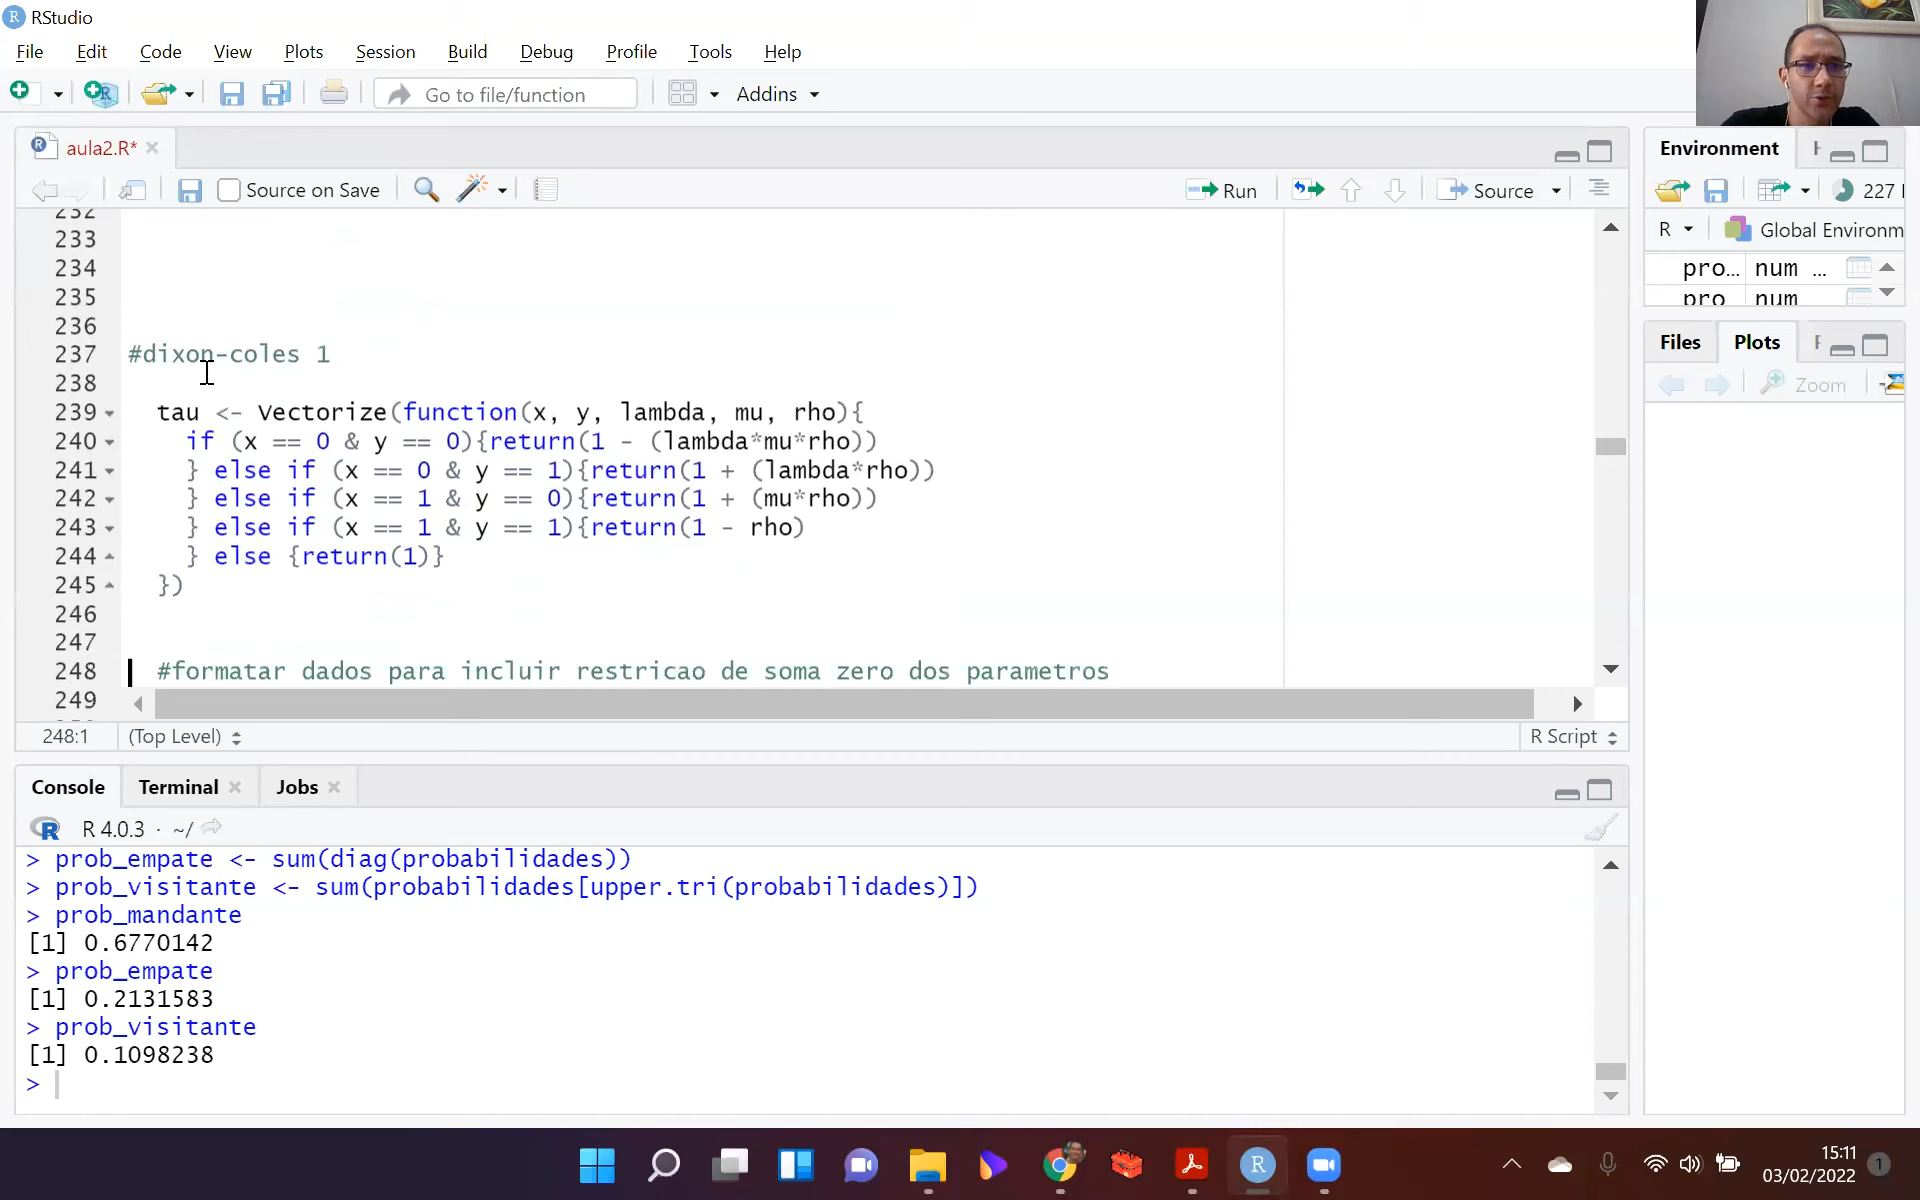 RStudio
File Edit Code View Plots Session Build Debug Profile Tools Help
Go to file/function Addins
aula2.R*
Source on Save Run Source
232
233
234
235
236
237 #dixon-coles 1
238
239 tau <- Vectorize(function(x, y, lambda, mu, rho){
240 if (x == 0 & y == 0){return(1 - (lambda*mu*rho))
241 } else if (x == 0 & y == 1){return(1 + (lambda*rho))
242 } else if (x == 1 & y == 0){return(1 + (mu*rho))
243 } else if (x == 1 & y == 1){return(1 - rho)
244 } else {return(1)}
245 })
246
247
248 #formatar dados para incluir restricao de soma zero dos parametros
249
248:1 (Top Level) R Script
Console Terminal Jobs
R 4.0.3 · ~/
> prob_empate <- sum(diag(probabilidades))
> prob_visitante <- sum(probabilidades[upper.tri(probabilidades)])
> prob_mandante
[1] 0.6770142
> prob_empate
[1] 0.2131583
> prob_visitante
[1] 0.1098238
>
Environment
227
R Global Environm
pro... num ...
pro num
Files Plots
Zoom
15:11
03/02/2022
1